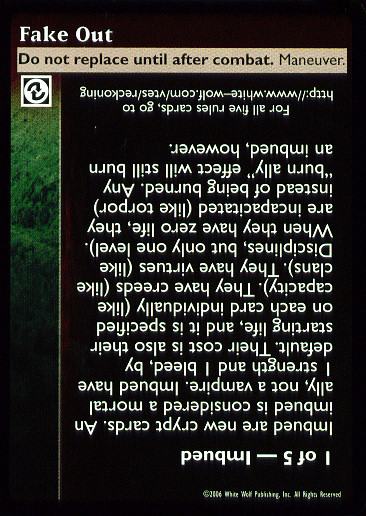 Fake Out
Do not replace until after combat. Maneuver.
1 of 5 — Imbued
Imbued are new crypt cards. An
imbued is considered a mortal
ally, not a vampire. Imbued have
1 strength and 1 bleed, by
default. Their cost is also their
starting life, and it is specified
on each card individually (like
capacity). They have creeds (like
clans). They have virtues (like
Disciplines, but only one level).
When they have zero life, they
are incapacitated (like torpor)
instead of being burned. Any
"burn ally" effect will still burn
an imbued, however.
For all five rules cards, go to
http://www.white-wolf.com/vtes/reckoning
©2006 White Wolf Publishing, Inc. All Rights Reserved